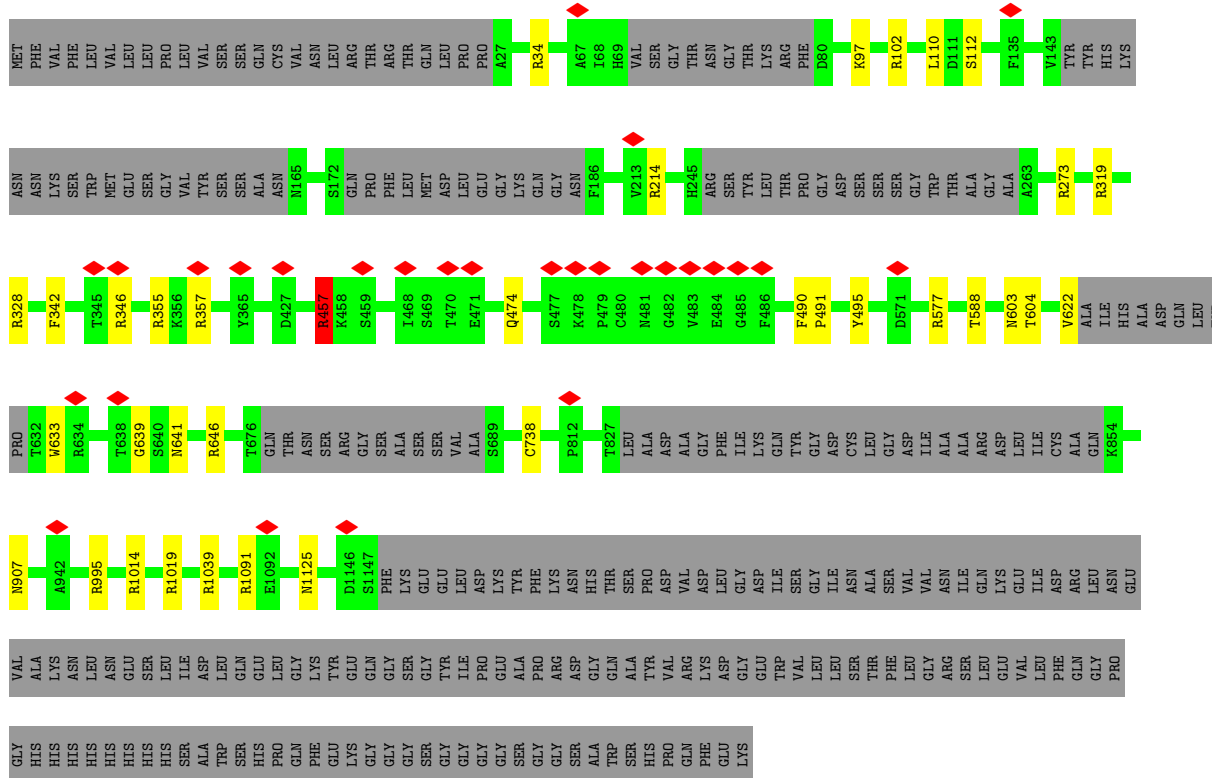 MET PHE VAL PHE LEU VAL LEU LEU PRO LEU VAL SER SER GLN CYS VAL ASN LEU ARG THR ARG THR GLN LEU PRO PRO A27 R34 A67 I68 H69 VAL SER GLY THR ASN GLY THR LYS ARG PHE D80 K97 R102 L110 D111 S112 F135 V143 TYR TYR HIS LYS
ASN ASN LYS SER TRP MET GLU SER GLY VAL TYR SER SER ALA ASN N165 S172 GLN PRO PHE LEU MET ASP LEU GLU GLY LYS GLN GLY ASN F186 V213 R214 H245 ARG SER TYR LEU THR PRO GLY ASP SER SER SER GLY TRP THR ALA GLY ALA A263 R273 R319
R328 F342 T345 R346 R355 K356 R357 Y365 D427 R457 K458 S459 I468 S469 T470 E471 Q474 S477 K478 P479 C480 N481 G482 V483 E484 G485 F486 F490 P491 Y495 D571 R577 T588 N603 T604 V622 ALA ILE HIS ALA ASP GLN LEU
PRO T632 W633 R634 T638 G639 S640 N641 R646 T676 GLN THR ASN SER ARG GLY SER ALA SER SER VAL ALA S689 C738 P812 T827 LEU ALA ASP ALA GLY PHE ILE LYS GLN TYR GLY ASP CYS LEU GLY ASP ILE ALA ALA ARG ASP LEU ILE CYS ALA GLN K854
N907 A942 R995 R1014 R1019 R1039 R1091 E1092 N1125 D1146 S1147 PHE LYS GLU GLU LEU ASP LYS TYR PHE LYS ASN HIS THR SER PRO ASP VAL ASP LEU GLY ASP ILE SER GLY ILE ASN ALA SER VAL VAL ASN ILE GLN LYS GLU ILE ASP ARG LEU ASN GLU
VAL ALA LYS ASN LEU ASN GLU SER LEU ILE ASP LEU GLN GLU LEU GLY LYS TYR GLU GLN GLY SER GLY TYR ILE PRO GLU ALA PRO ARG ASP GLY GLN ALA TYR VAL ARG LYS ASP GLY GLU TRP VAL LEU LEU SER THR PHE LEU GLY ARG SER LEU GLU VAL LEU PHE GLN GLY PRO
GLY HIS HIS HIS HIS HIS HIS HIS HIS SER ALA TRP SER HIS PRO GLN PHE GLU LYS GLY GLY GLY SER GLY GLY GLY GLY SER GLY GLY SER ALA TRP SER HIS PRO GLN PHE GLU LYS